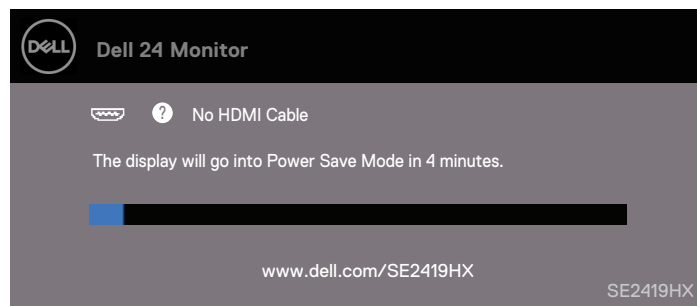 DELL Dell 24 Monitor
? No HDMI Cable
The display will go into Power Save Mode in 4 minutes.
www.dell.com/SE2419HX
SE2419HX